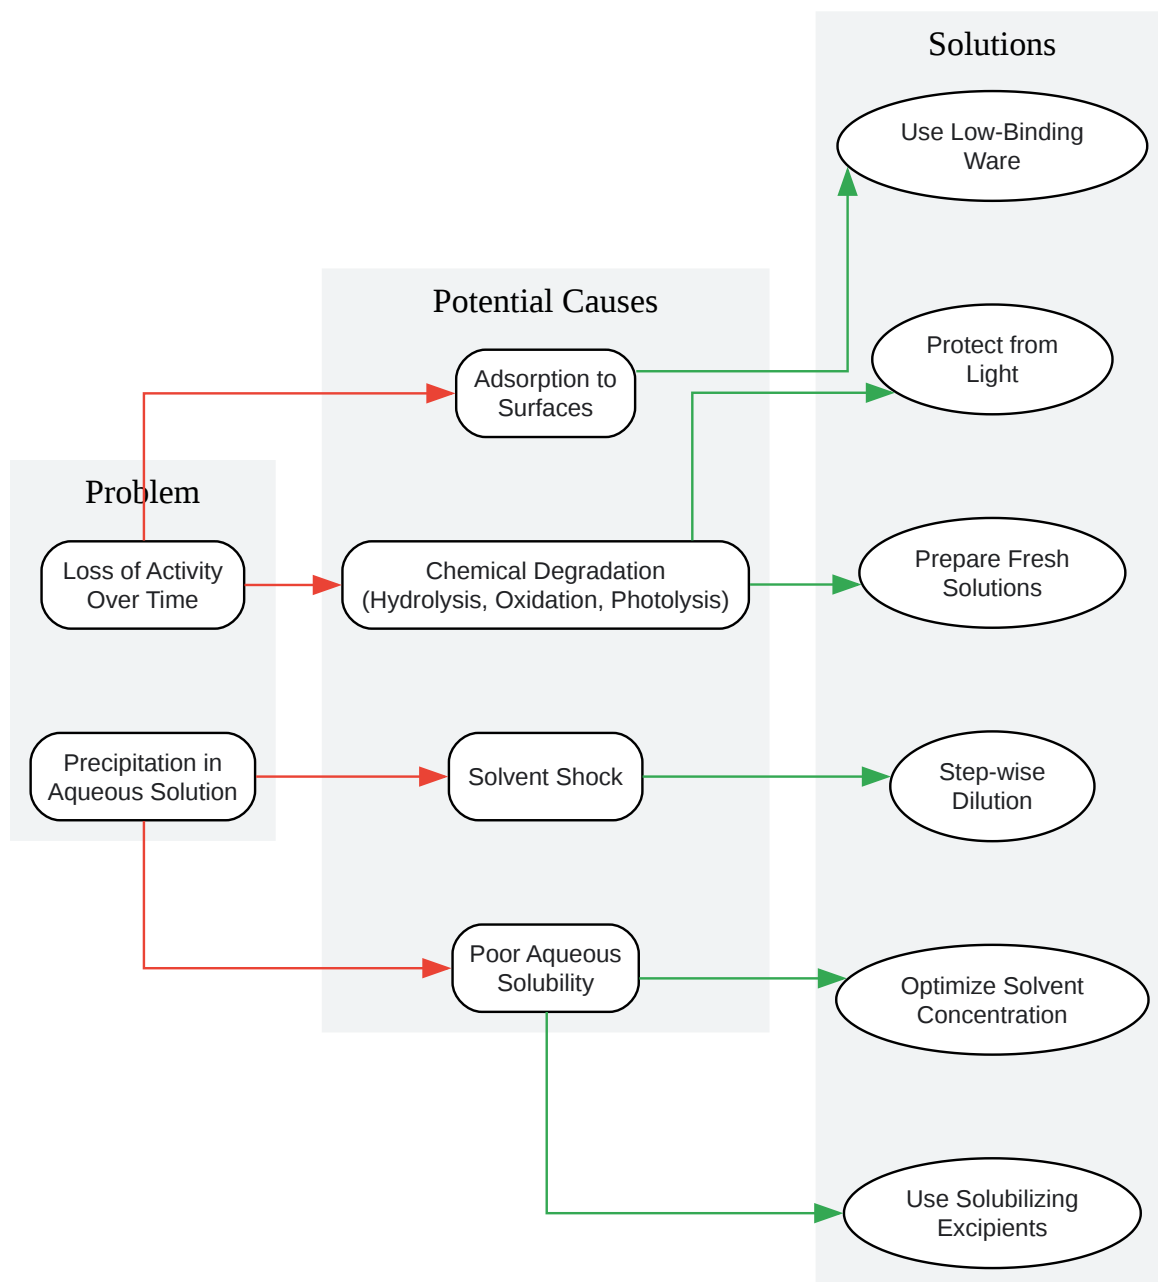 Problem
Loss of Activity
Over Time
Precipitation in
Aqueous Solution
Potential Causes
Adsorption to
Surfaces
Chemical Degradation
(Hydrolysis, Oxidation, Photolysis)
Solvent Shock
Poor Aqueous
Solubility
Solutions
Use Low-Binding
Ware
Protect from
Light
Prepare Fresh
Solutions
Step-wise
Dilution
Optimize Solvent
Concentration
Use Solubilizing
Excipients